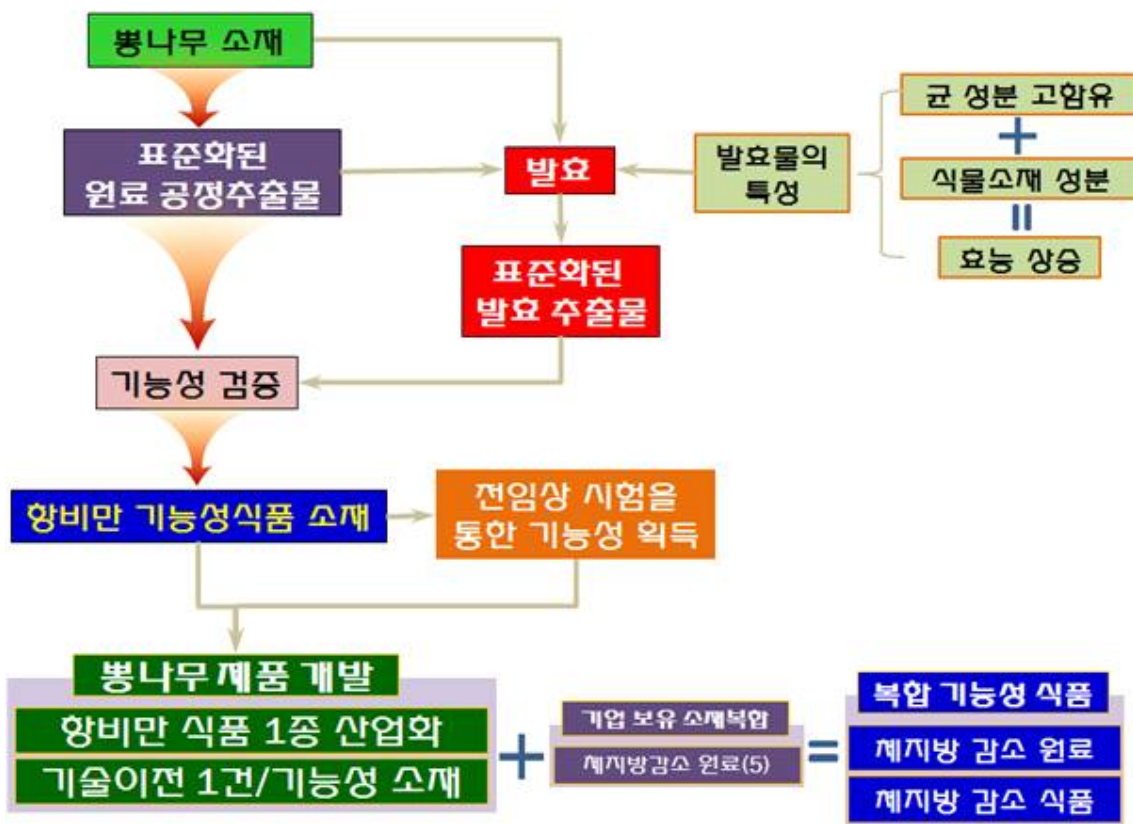 뽕나무 소재
표준화된
원료 공정추출물
발효
발효물의
특성
균 성분 고함유
+
식물소재 성분
=
효능 상승
표준화된
발효 추출물
기능성 검증
항비만 기능성식품 소재
전임상 시험을
통한 기능성 획득
뽕나무 제품 개발
항비만 식품 1종 산업화
기술이전 1건/기능성 소재
+
기업 보유 소재복합
체지방감소 원료(5)
=
복합 기능성 식품
체지방 감소 원료
체지방 감소 식품